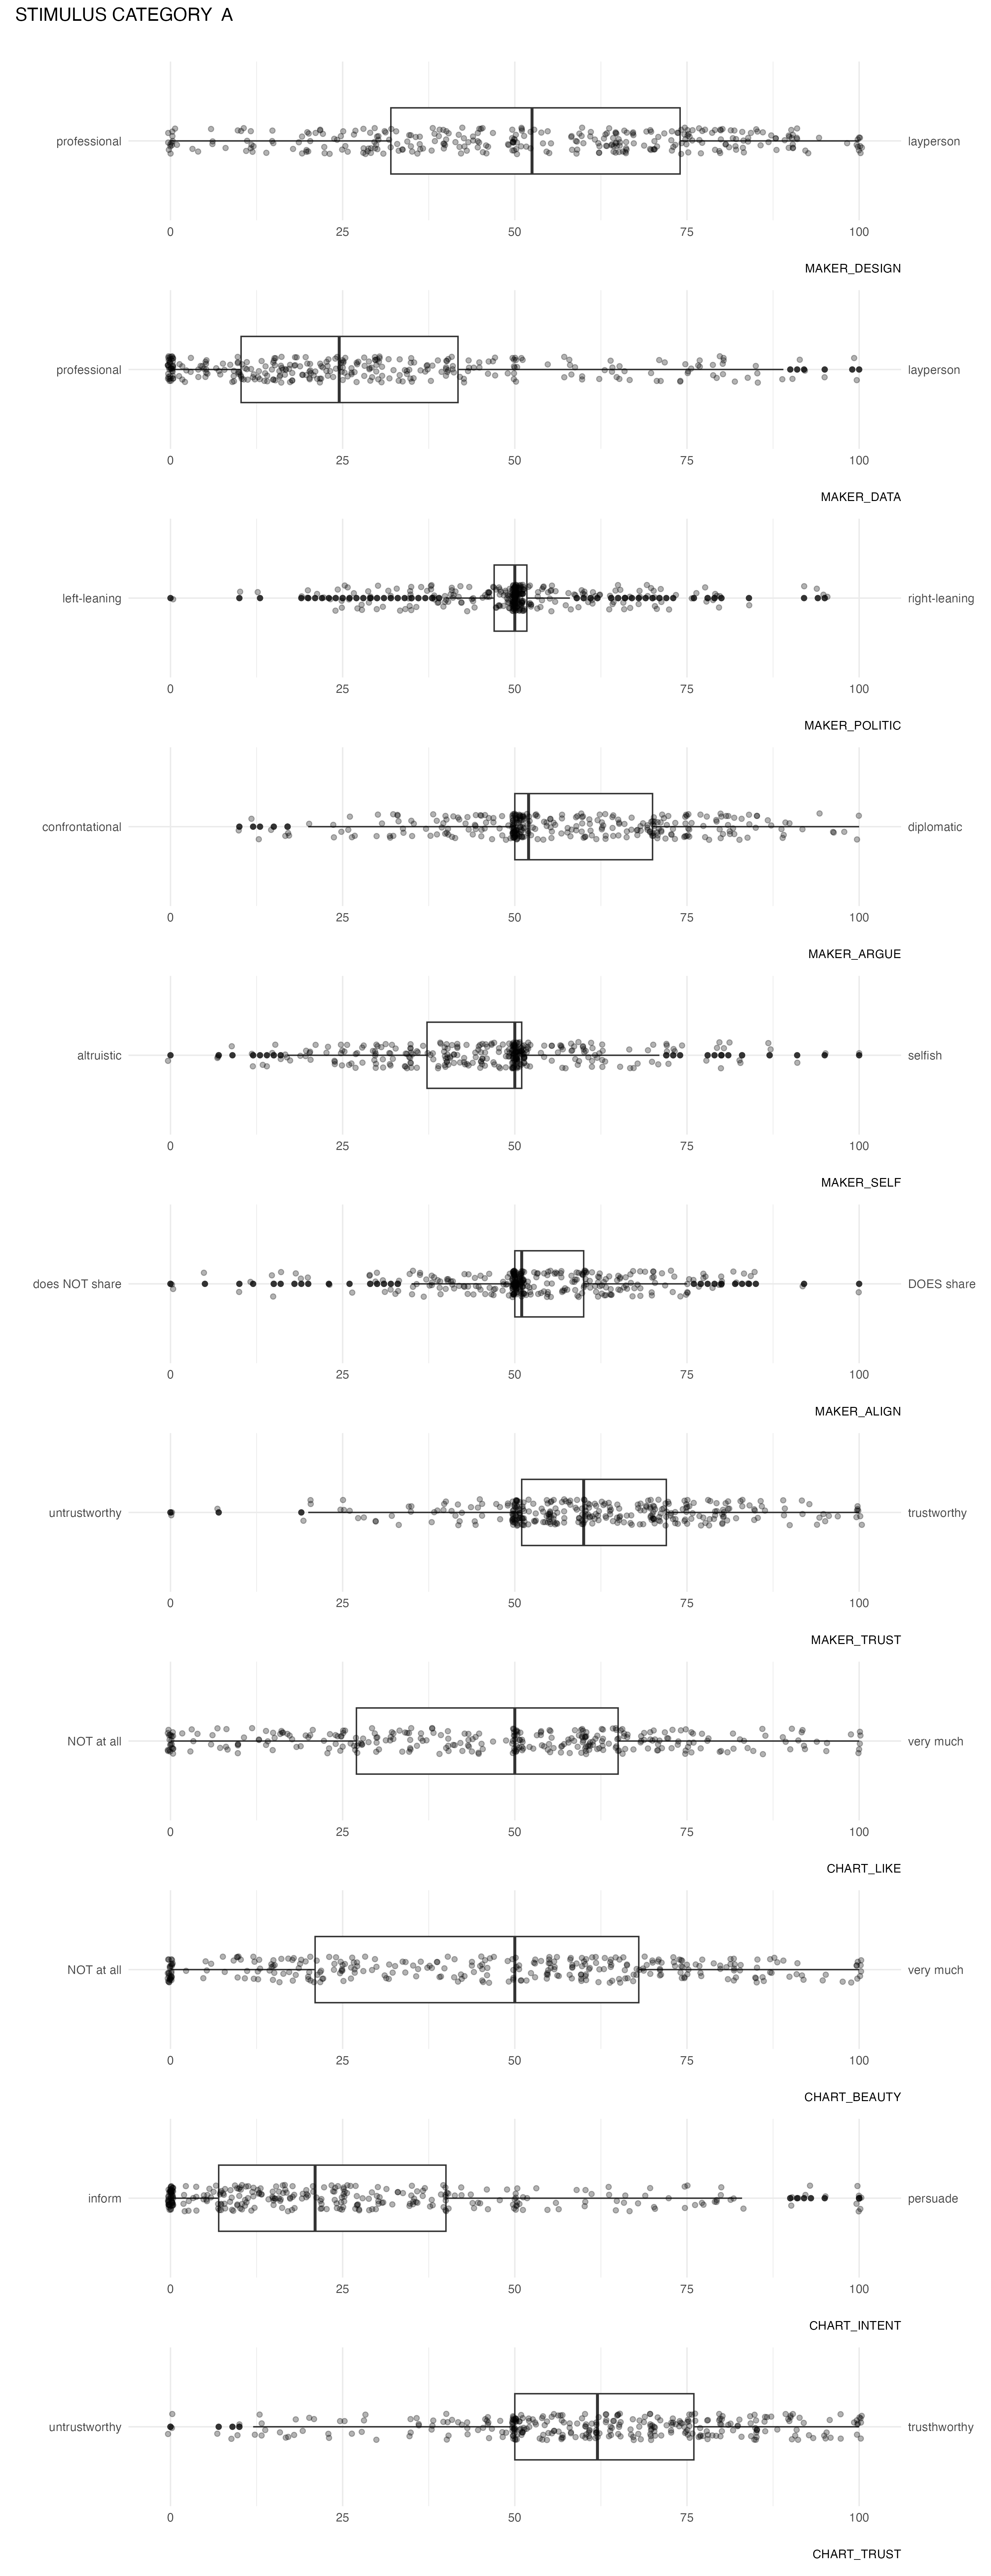 STIMULUS CATEGORY A
professional layperson
0 25 50 75 100
MAKER_DESIGN
professional layperson
0 25 50 75 100
MAKER_DATA
left-leaning right-leaning
0 25 50 75 100
MAKER_POLITIC
confrontational diplomatic
0 25 50 75 100
MAKER_ARGUE
altruistic selfish
0 25 50 75 100
MAKER_SELF
does NOT share DOES share
0 25 50 75 100
MAKER_ALIGN
untrustworthy trustworthy
0 25 50 75 100
MAKER_TRUST
NOT at all very much
0 25 50 75 100
CHART_LIKE
NOT at all very much
0 25 50 75 100
CHART_BEAUTY
inform persuade
0 25 50 75 100
CHART_INTENT
untrustworthy trusthworthy
0 25 50 75 100
CHART_TRUST